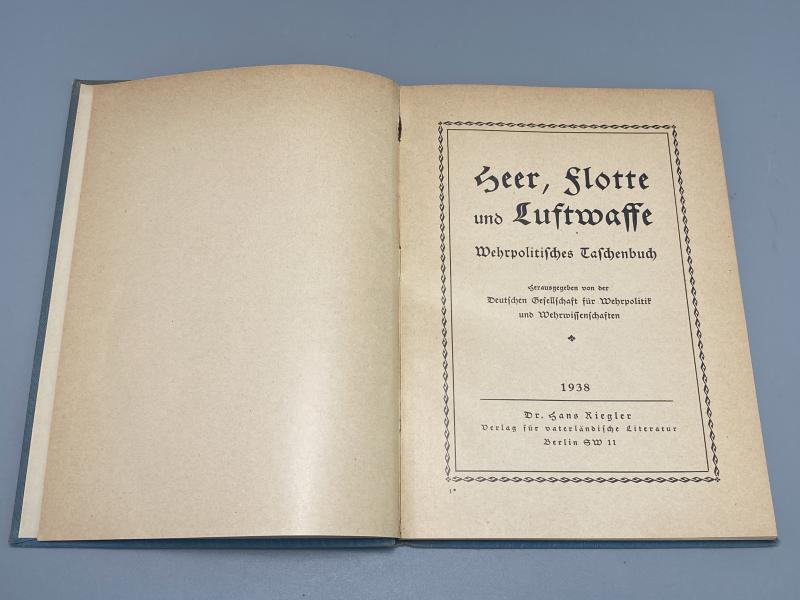 Heer, Flotte
und Luftwaffe
Wehrpolitisches Taschenbuch
Herausgegeben von der
Deutschen Gesellschaft für Wehrpolitik
und Wehrwissenschaften
1938
Dr. Hans Riegler
Verlag für vaterländische Literatur
Berlin SW 11
1*